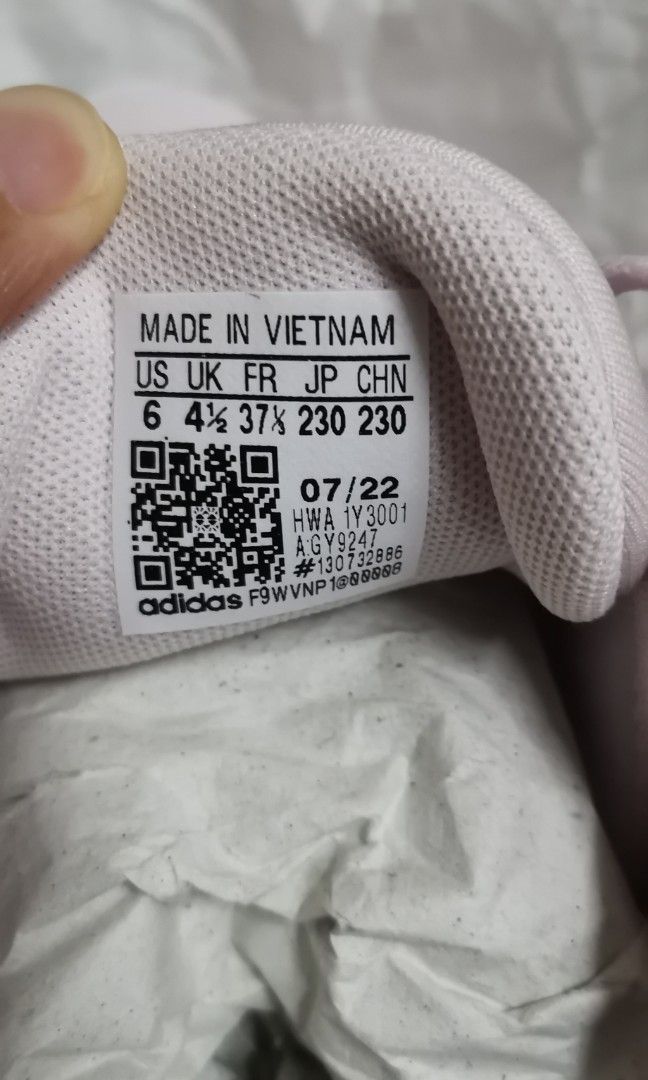 MADE IN VIETNAM
US UK FR JP CHN
6 4½ 37⅓ 230 230
07/22
HWA 1Y3001
A:GY9247
#130732886
adidas F9WVNP1@00008